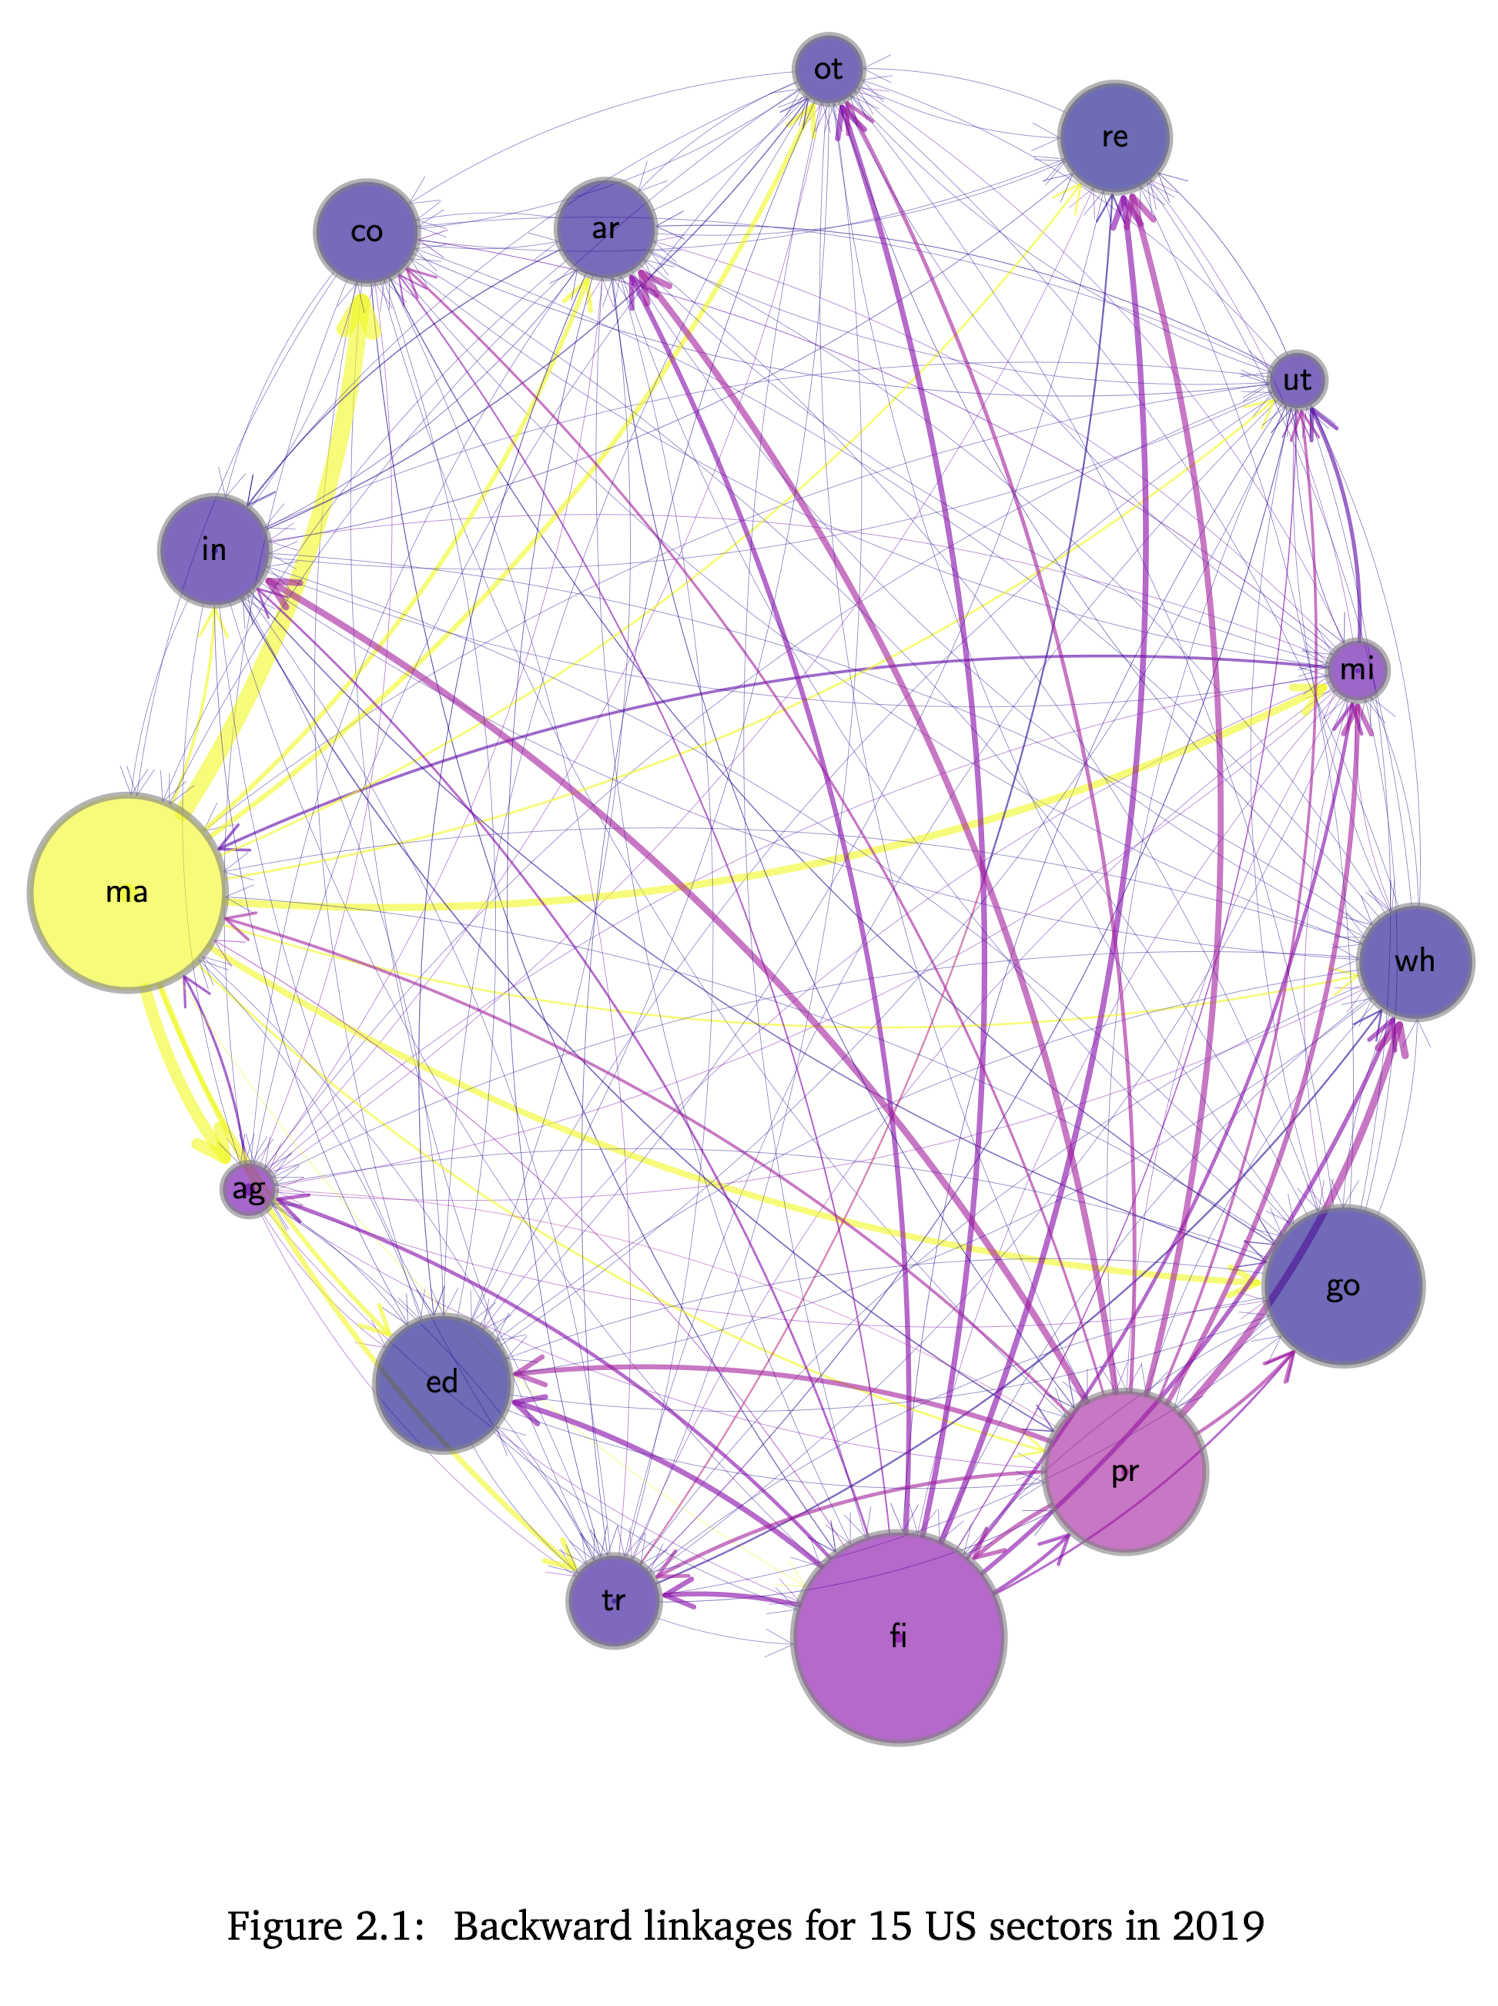 ot
re
co
ar
ut
in
mi
ma
wh
ag
go
ed
pr
tr
fi
Figure 2.1: Backward linkages for 15 US sectors in 2019